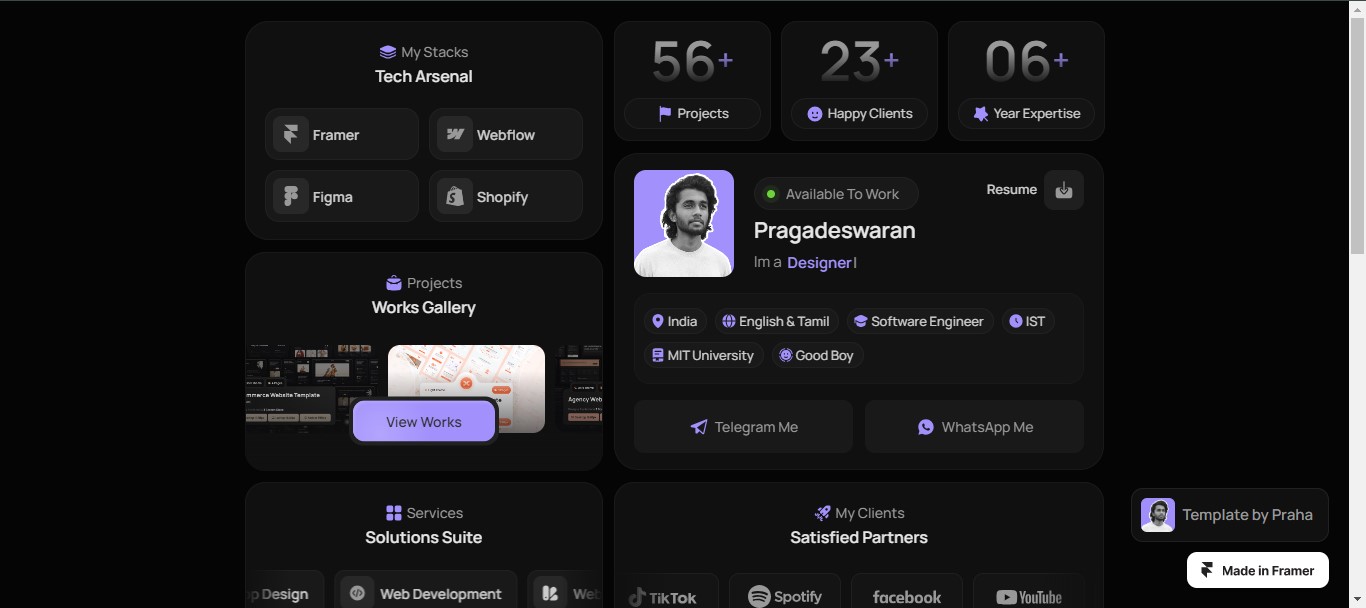 My Stacks
Tech Arsenal
Framer
Webflow
Figma
Shopify
56+
Projects
23+
Happy Clients
06+
Year Expertise
Available To Work
Resume
Pragadeswaran
Im a Designer|
India
English & Tamil
Software Engineer
IST
MIT University
Good Boy
Telegram Me
WhatsApp Me
Projects
Works Gallery
mmerce Website Template
Agency Web
View Works
Services
Solutions Suite
p Design
Web Development
Web
My Clients
Satisfied Partners
TikTok
Spotify
facebook
YouTube
Template by Praha
Made in Framer